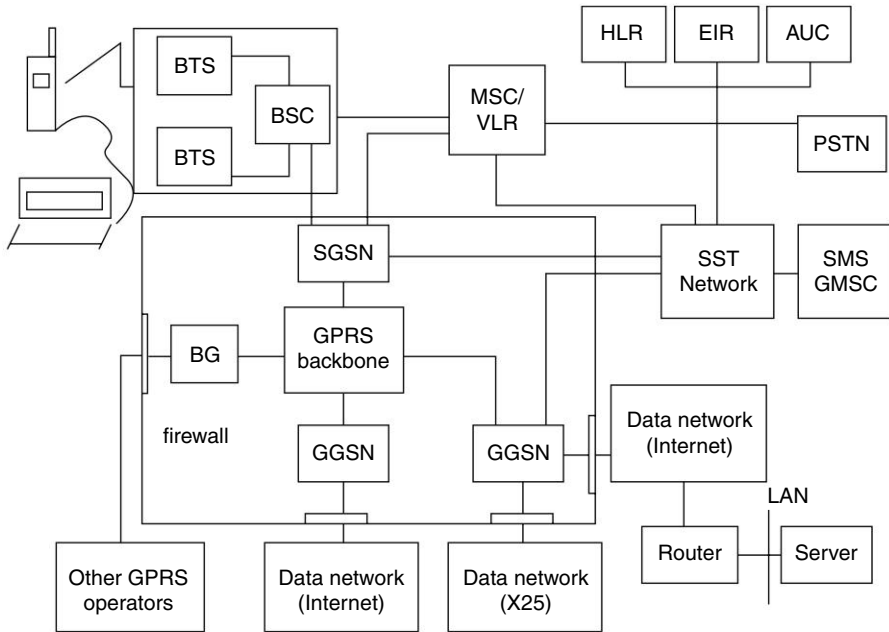 HLR
EIR
AUC
BTS
BSC
BTS
MSC/
VLR
PSTN
SGSN
SST
Network
SMS
GMSC
BG
GPRS
backbone
firewall
GGSN
GGSN
Data network
(Internet)
LAN
Router
Server
Other GPRS
operators
Data network
(Internet)
Data network
(X25)